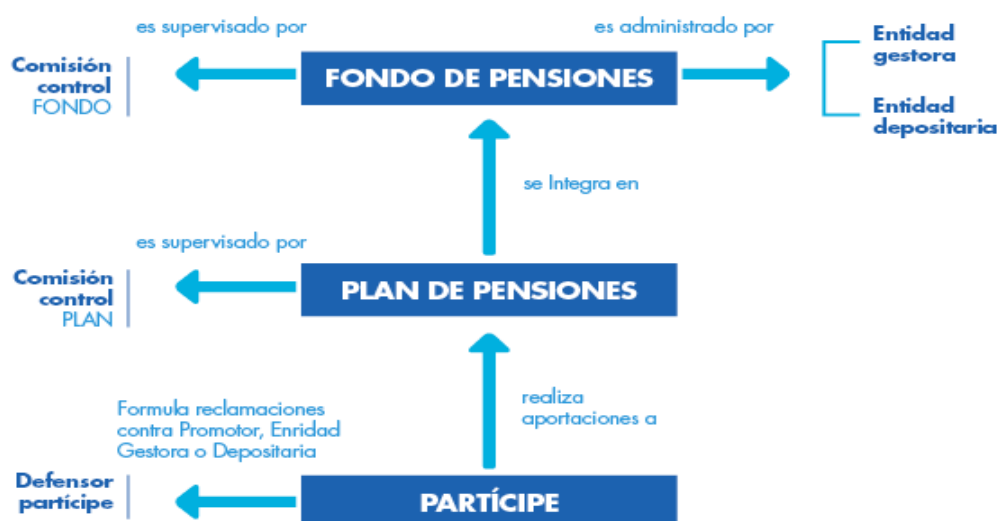 es supervisado por
es administrado por
Comisión
control
FONDO
FONDO DE PENSIONES
Entidad
gestora
Entidad
depositaria
se Integra en
es supervisado por
Comisión
control
PLAN
PLAN DE PENSIONES
realiza
aportaciones a
Formula reclamaciones
contra Promotor, Enridad
Gestora o Depositaria
Defensor
partícipe
PARTÍCIPE